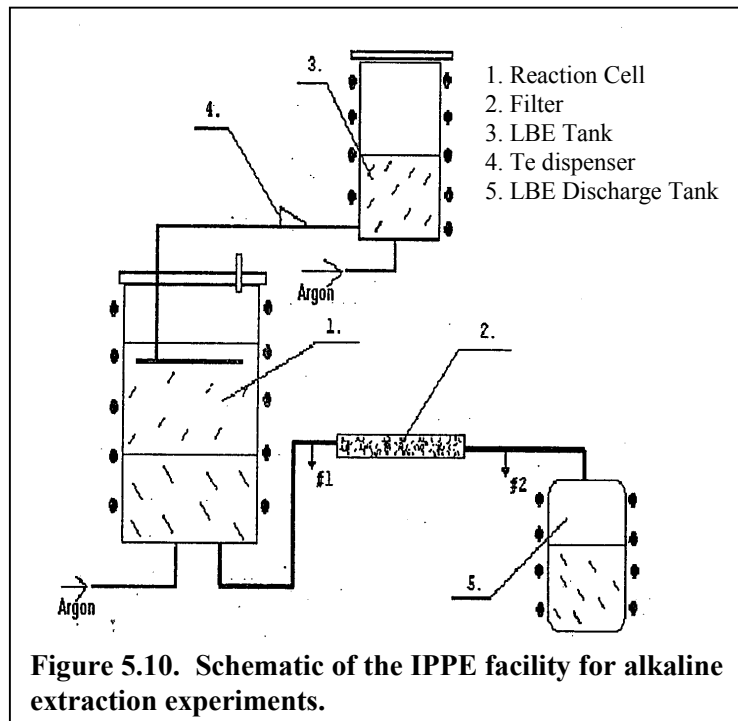 1. Reaction Cell
2. Filter
3. LBE Tank
4. Te dispenser
5. LBE Discharge Tank
3.
4.
Argon
1.
2.
#1
#2
5.
Argon
Figure 5.10. Schematic of the IPPE facility for alkaline
extraction experiments.